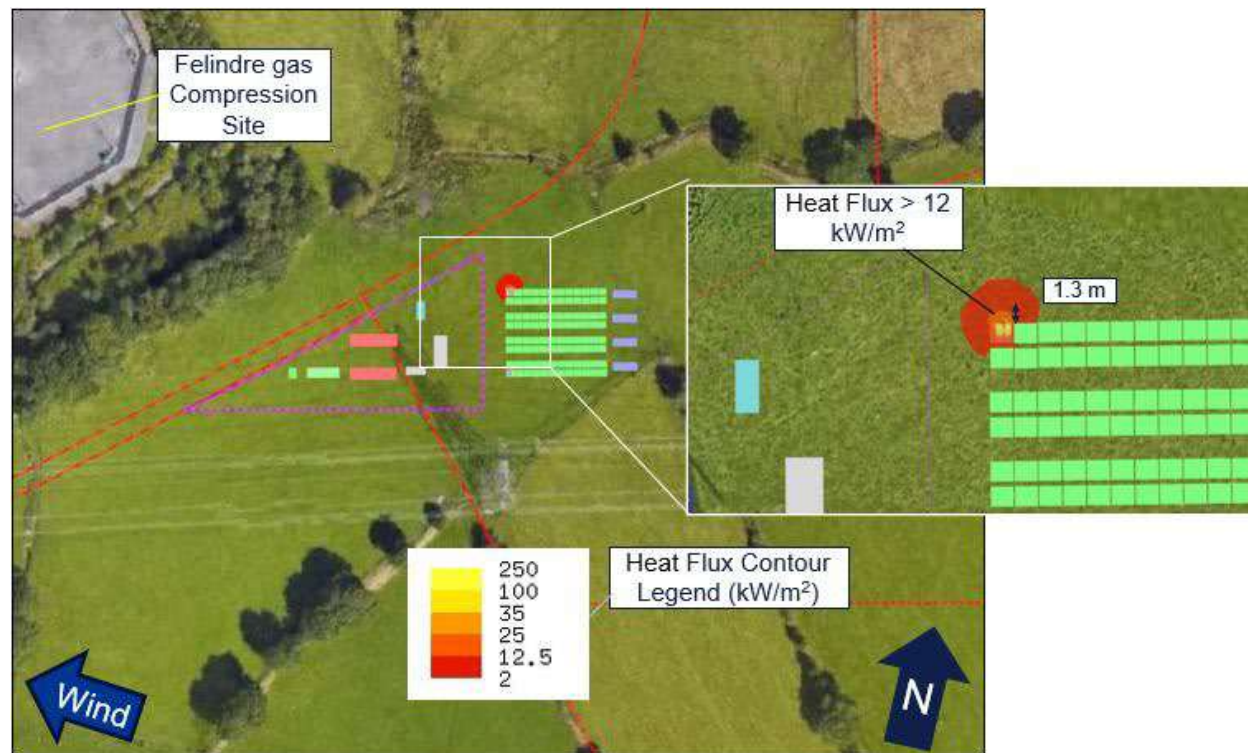 Felindre gas
Compression
Site
Heat Flux > 12
kW/m²
1.3 m
250
100
35
25
12.5
2
Heat Flux Contour
Legend (kW/m²)
Wind
N